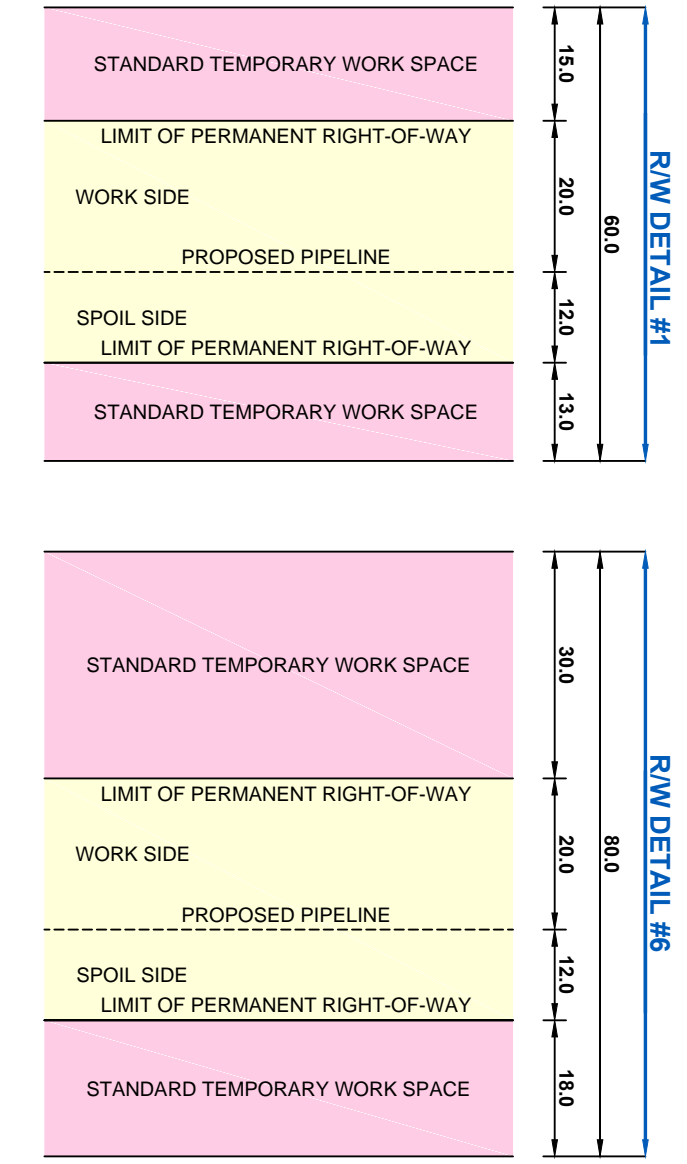 STANDARD TEMPORARY WORK SPACE
LIMIT OF PERMANENT RIGHT-OF-WAY
WORK SIDE
PROPOSED PIPELINE
SPOIL SIDE
LIMIT OF PERMANENT RIGHT-OF-WAY
STANDARD TEMPORARY WORK SPACE
15.0
20.0
12.0
13.0
60.0
R/W DETAIL #1
STANDARD TEMPORARY WORK SPACE
LIMIT OF PERMANENT RIGHT-OF-WAY
WORK SIDE
PROPOSED PIPELINE
SPOIL SIDE
LIMIT OF PERMANENT RIGHT-OF-WAY
STANDARD TEMPORARY WORK SPACE
30.0
20.0
12.0
18.0
80.0
R/W DETAIL #6